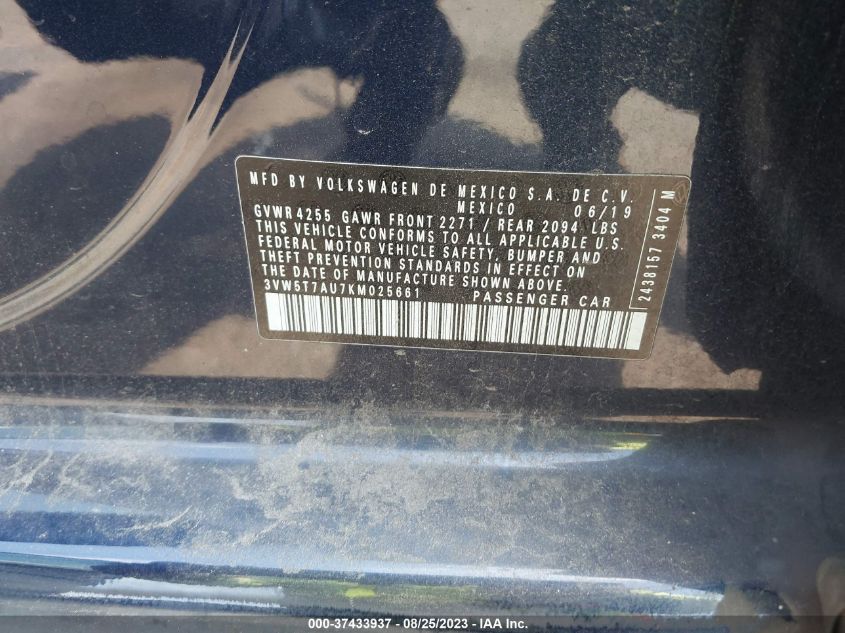 MFD BY VOLKSWAGEN DE MEXICO S.A. DE C.V.
MEXICO 06/19
GVWR 4255 GAWR FRONT 2271 / REAR 2094 LBS
THIS VEHICLE CONFORMS TO ALL APPLICABLE U.S.
FEDERAL MOTOR VEHICLE SAFETY, BUMPER AND
THEFT PREVENTION STANDARDS IN EFFECT ON
THE DATE OF MANUFACTURE SHOWN ABOVE.
3VW5T7AU7KM025661 PASSENGER CAR
2438157 3404 M
000-37433937 - 08/25/2023 - IAA Inc.